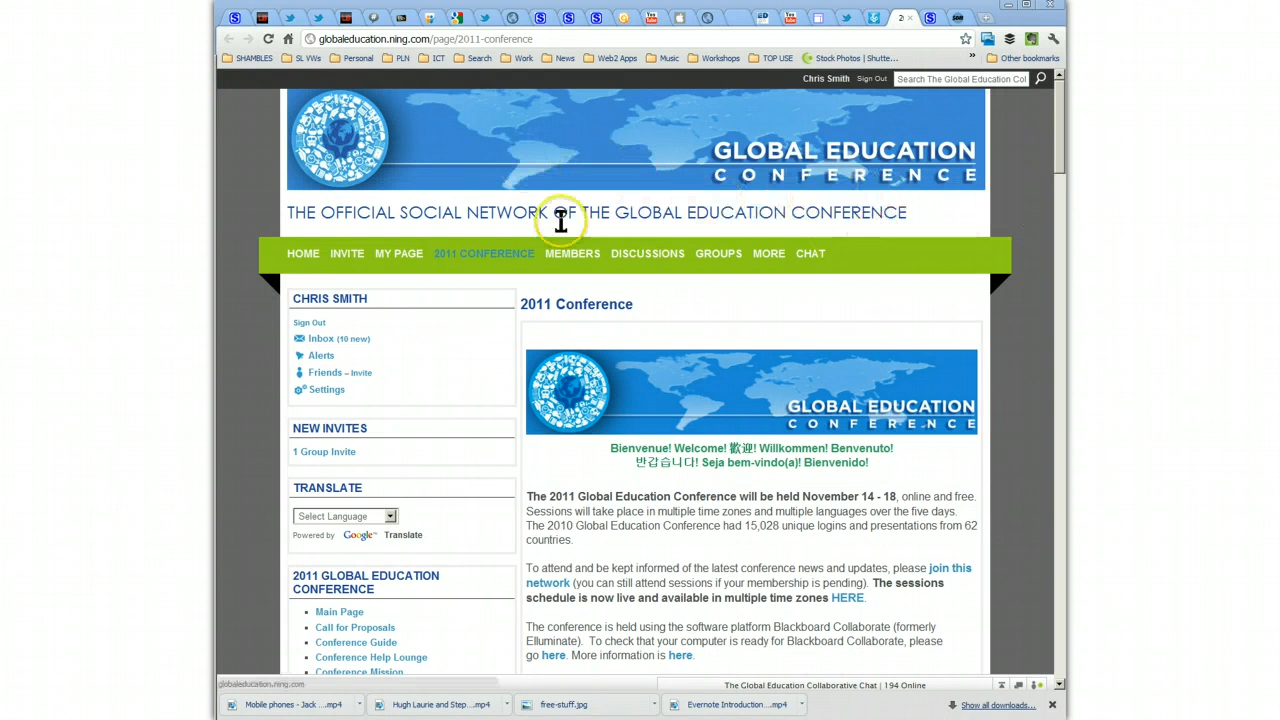 2
globaleducation.ning.com/page/2011-conference
SHAMBLES SL VWs Personal PLN ICT Search Work News Web2 Apps Music Workshops TOP USE Stock Photos | Shutte... » Other bookmarks
Chris Smith Sign Out Search The Global Education Col
GLOBAL EDUCATION
CONFERENCE
THE OFFICIAL SOCIAL NETWORK OF THE GLOBAL EDUCATION CONFERENCE
HOME INVITE MY PAGE 2011 CONFERENCE MEMBERS DISCUSSIONS GROUPS MORE CHAT
CHRIS SMITH
Sign Out
Inbox (10 new)
Alerts
Friends – Invite
Settings
NEW INVITES
1 Group Invite
TRANSLATE
Select Language
Powered by Google™ Translate
2011 GLOBAL EDUCATION
CONFERENCE
Main Page
Call for Proposals
Conference Guide
Conference Help Lounge
Conference Mission
2011 Conference
GLOBAL EDUCATION
CONFERENCE
Bienvenue! Welcome! 歡迎! Willkommen! Benvenuto!
반갑습니다! Seja bem-vindo(a)! Bienvenido!
The 2011 Global Education Conference will be held November 14 - 18, online and free.
Sessions will take place in multiple time zones and multiple languages over the five days.
The 2010 Global Education Conference had 15,028 unique logins and presentations from 62
countries.
To attend and be kept informed of the latest conference news and updates, please join this
network (you can still attend sessions if your membership is pending). The sessions
schedule is now live and available in multiple time zones HERE.
The conference is held using the software platform Blackboard Collaborate (formerly
Elluminate). To check that your computer is ready for Blackboard Collaborate, please
go here. More information is here.
globaleducation.ning.com
The Global Education Collaborative Chat | 194 Online
Mobile phones - Jack ....mp4 Hugh Laurie and Step...mp4 free-stuff.jpg Evernote Introduction....mp4 Show all downloads...